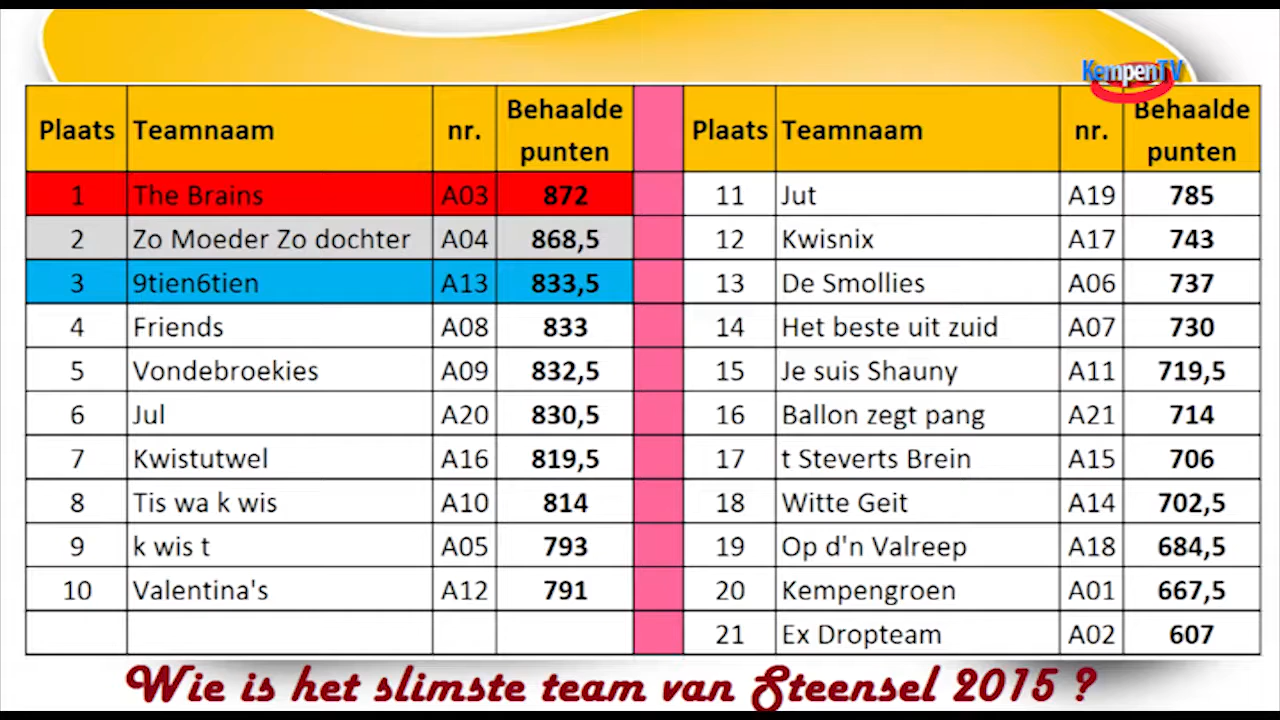 KempenTV
Plaats Teamnaam nr. Behaalde punten Plaats Teamnaam nr. Behaalde punten
1 The Brains A03 872 11 Jut A19 785
2 Zo Moeder Zo dochter A04 868,5 12 Kwisnix A17 743
3 9tien6tien A13 833,5 13 De Smollies A06 737
4 Friends A08 833 14 Het beste uit zuid A07 730
5 Vondebroekies A09 832,5 15 Je suis Shauny A11 719,5
6 Jul A20 830,5 16 Ballon zegt pang A21 714
7 Kwistutwel A16 819,5 17 t Steverts Brein A15 706
8 Tis wa k wis A10 814 18 Witte Geit A14 702,5
9 k wis t A05 793 19 Op d'n Valreep A18 684,5
10 Valentina's A12 791 20 Kempengroen A01 667,5
21 Ex Dropteam A02 607
Wie is het slimste team van Steensel 2015 ?